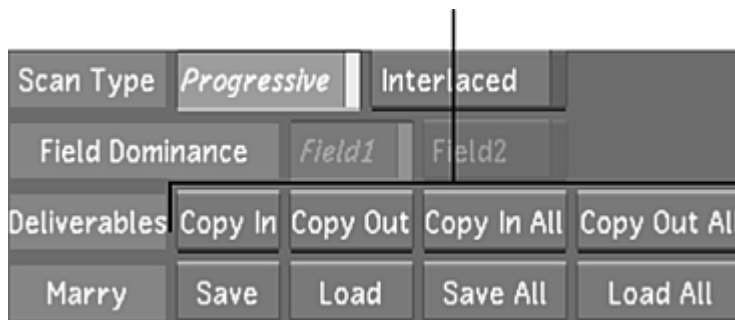 Scan Type Progressive Interlaced
Field Dominance Field1 Field2
Deliverables Copy In Copy Out Copy In All Copy Out All
Marry Save Load Save All Load All